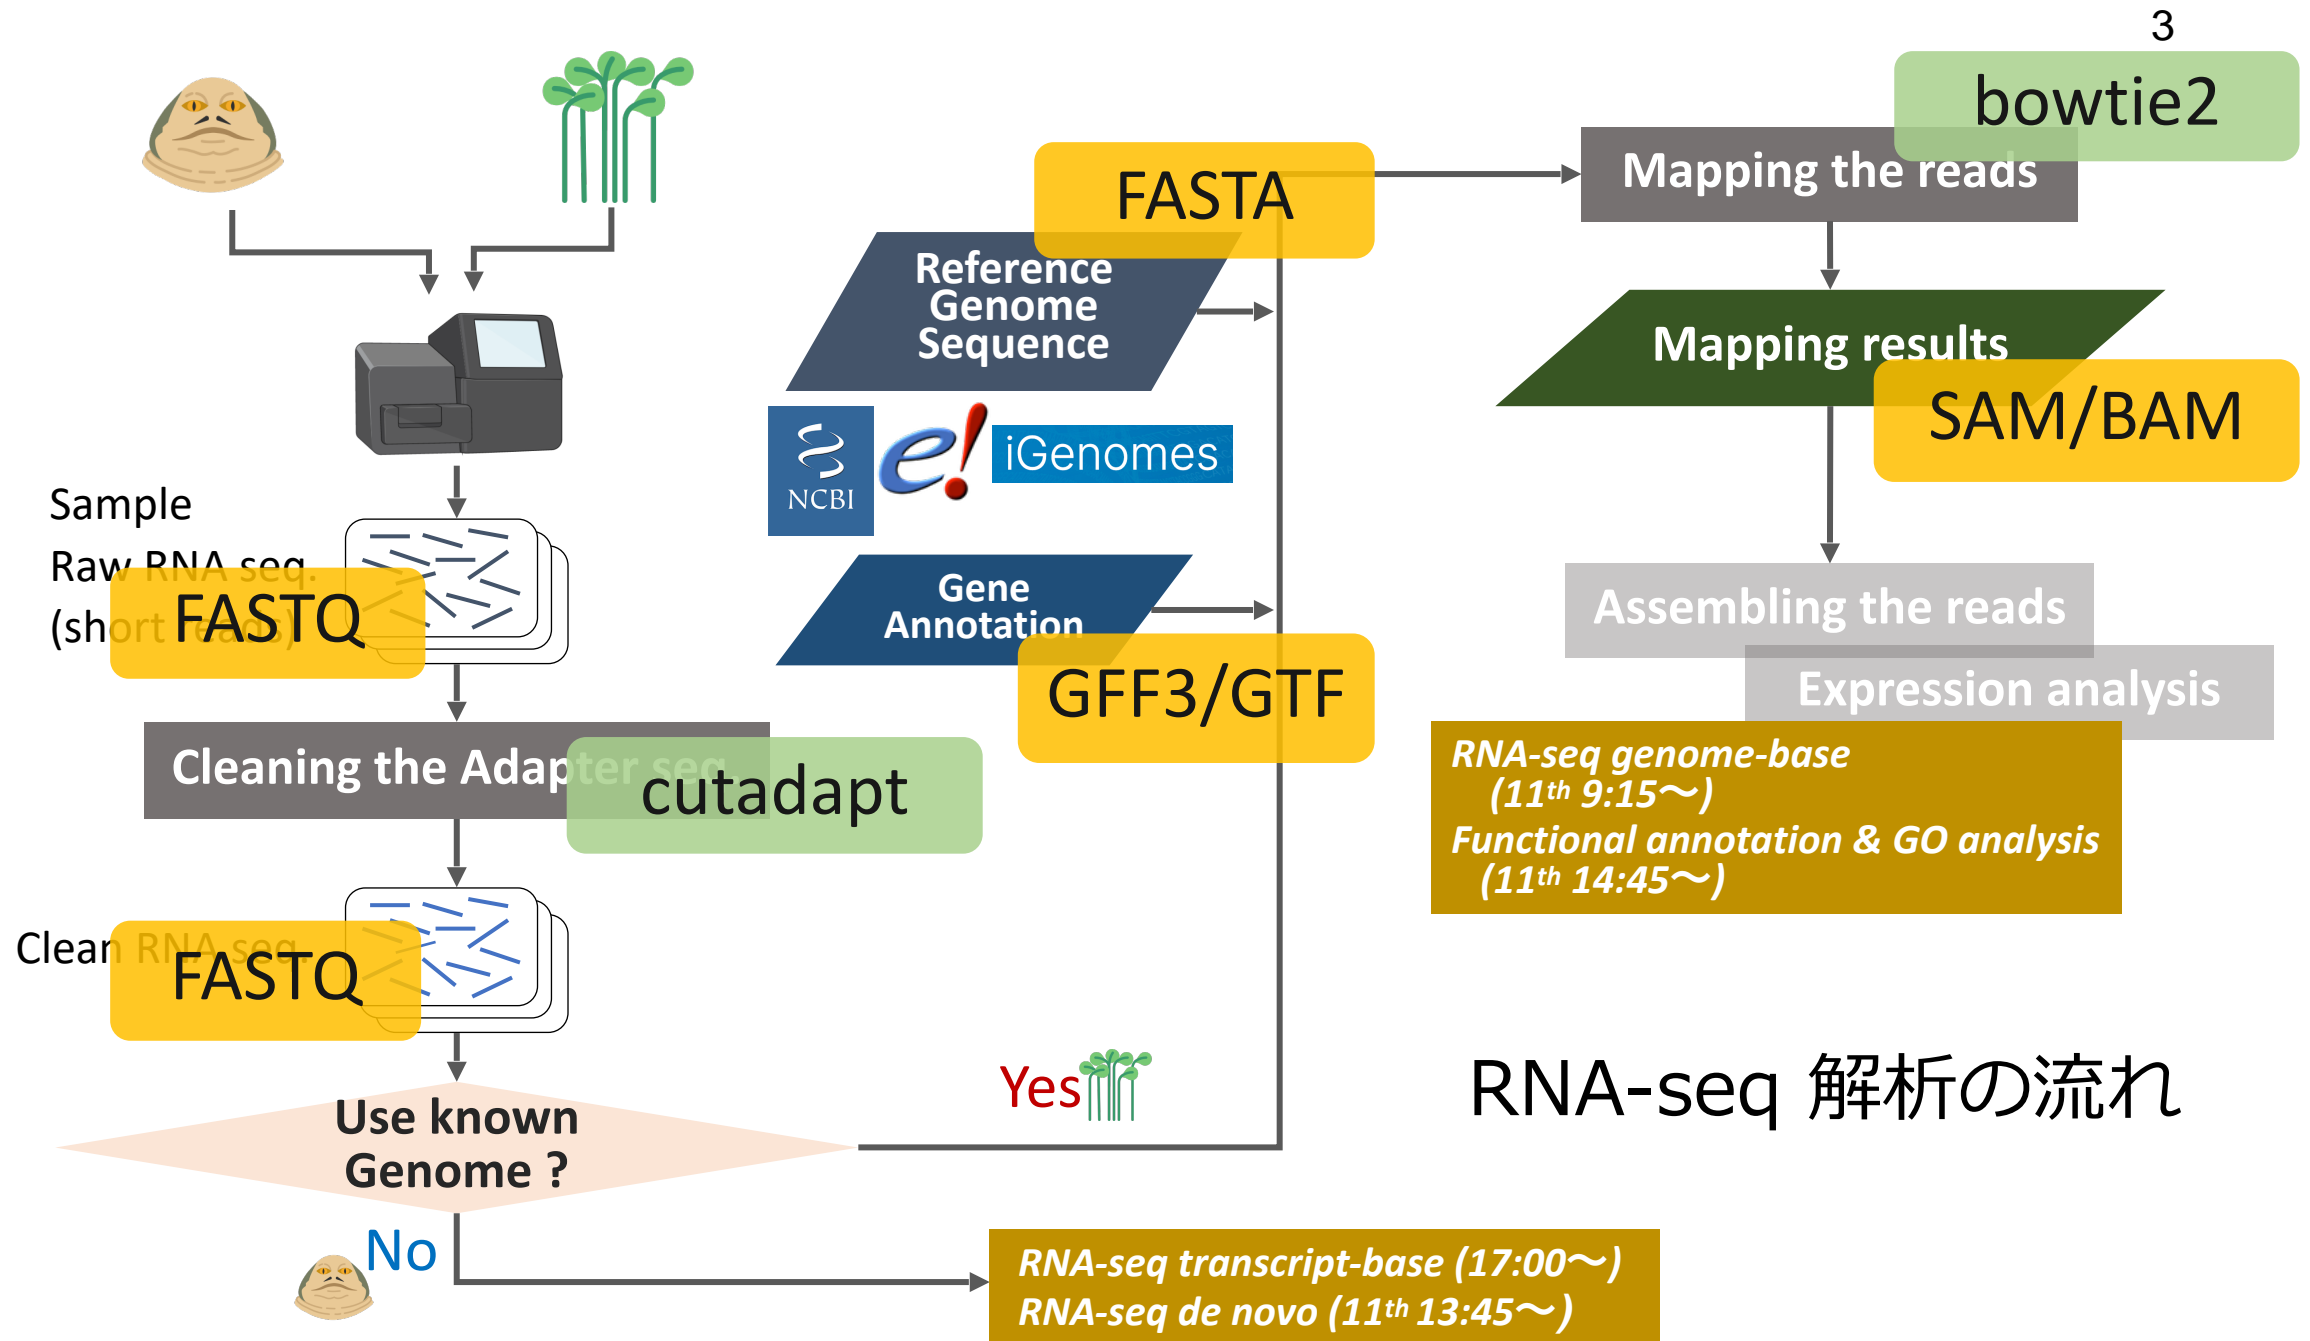 3
bowtie2
Mapping the reads
FASTA
Reference
Genome
Sequence
Mapping results
SAM/BAM
NCBI
e!
iGenomes
Sample
Raw RNA seq.
(short reads)
FASTQ
Gene
Annotation
GFF3/GTF
Assembling the reads
Expression analysis
Cleaning the Adapter seq.
cutadapt
RNA-seq genome-base
(11th 9:15～)
Functional annotation & GO analysis
(11th 14:45～)
Clean RNA seq.
FASTQ
Use known
Genome ?
Yes
RNA-seq 解析の流れ
No
RNA-seq transcript-base (17:00～)
RNA-seq de novo (11th 13:45～)